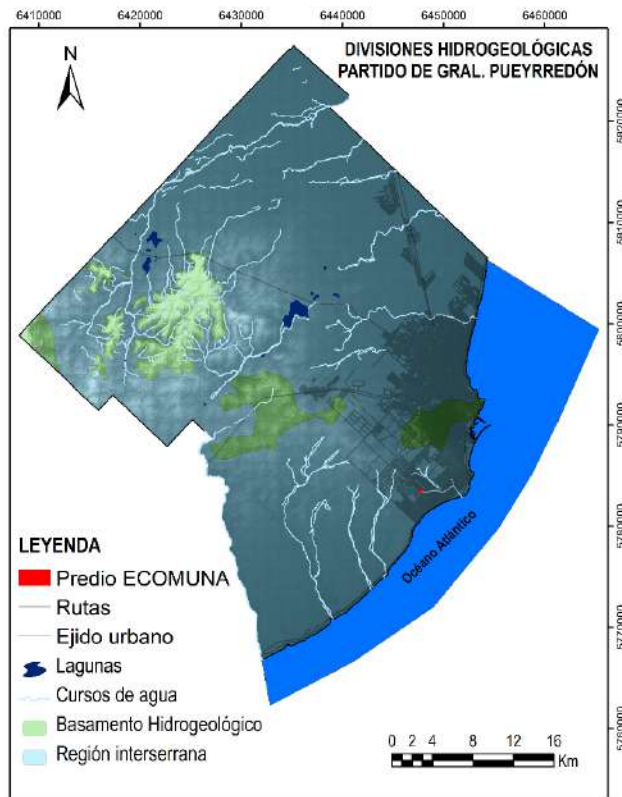 6410000 6420000 6430000 6440000 6450000 6460000
DIVISIONES HIDROGEOLÓGICAS
PARTIDO DE GRAL. PUEYRREDÓN
N
5820000
5810000
5800000
5790000
5780000
5770000
5760000
Océano Atlántico
LEYENDA
Predio ECOMUNA
Rutas
Ejido urbano
Lagunas
Cursos de agua
Basamento Hidrogeológico
Región interserrana
0 2 4 8 12 16
Km